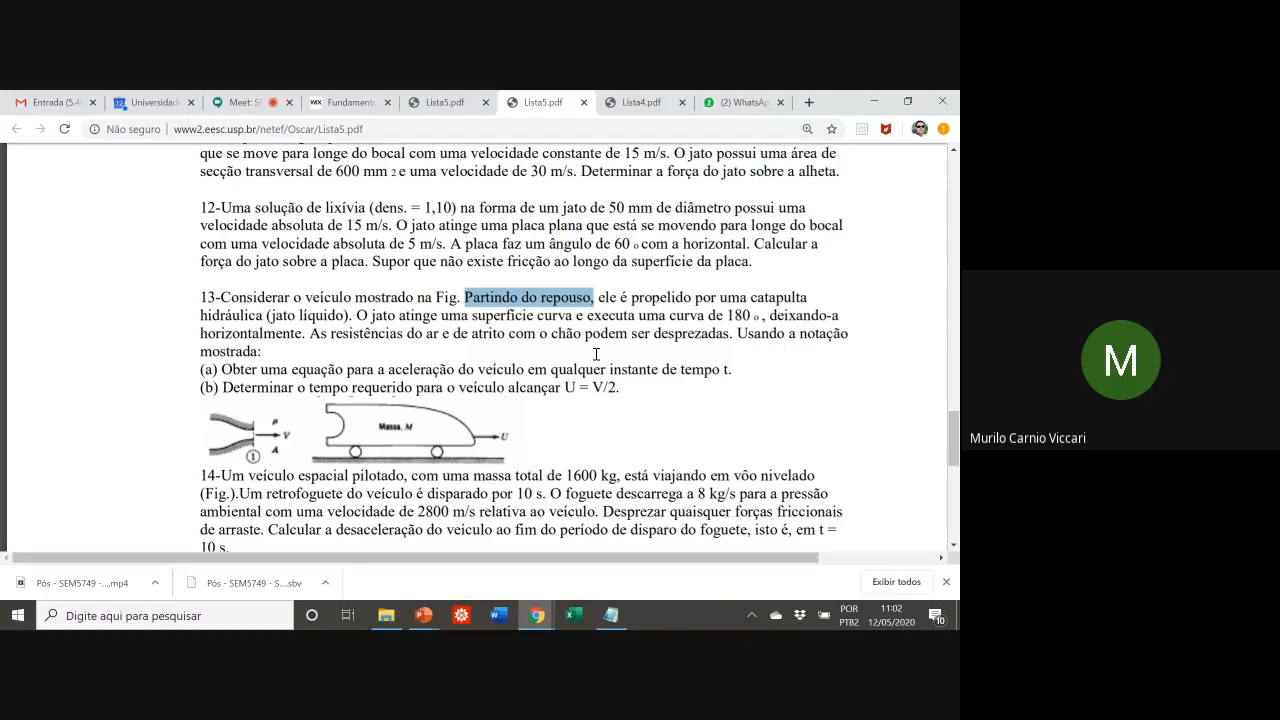 Entrada (5.4
Universidad
Meet: SE
Fundament
Lista5.pdf
Lista5.pdf
Lista4.pdf
(2) WhatsAp
Não seguro
www2.eesc.usp.br/netef/Oscar/Lista5.pdf
que se move para longe do bocal com uma velocidade constante de 15 m/s. O jato possui uma área de
secção transversal de 600 mm 2 e uma velocidade de 30 m/s. Determinar a força do jato sobre a alheta.
12-Uma solução de lixívia (dens. = 1,10) na forma de um jato de 50 mm de diâmetro possui uma
velocidade absoluta de 15 m/s. O jato atinge uma placa plana que está se movendo para longe do bocal
com uma velocidade absoluta de 5 m/s. A placa faz um ângulo de 60 o com a horizontal. Calcular a
força do jato sobre a placa. Supor que não existe fricção ao longo da superfície da placa.
13-Considerar o veículo mostrado na Fig. Partindo do repouso, ele é propelido por uma catapulta
hidráulica (jato líquido). O jato atinge uma superfície curva e executa uma curva de 180 o , deixando-a
horizontalmente. As resistências do ar e de atrito com o chão podem ser desprezadas. Usando a notação
mostrada:
(a) Obter uma equação para a aceleração do veículo em qualquer instante de tempo t.
(b) Determinar o tempo requerido para o veículo alcançar U = V/2.
ρ
V
A
1
Massa, M
U
14-Um veículo espacial pilotado, com uma massa total de 1600 kg, está viajando em vôo nivelado
(Fig.).Um retrofoguete do veículo é disparado por 10 s. O foguete descarrega a 8 kg/s para a pressão
ambiental com uma velocidade de 2800 m/s relativa ao veículo. Desprezar quaisquer forças friccionais
de arraste. Calcular a desaceleração do veículo ao fim do período de disparo do foguete, isto é, em t =
10 s.
M
Murilo Carnio Viccari
Pós - SEM5749 -....mp4
Pós - SEM5749 - S....sbv
Exibir todos
Digite aqui para pesquisar
POR
PTB2
11:02
12/05/2020
10